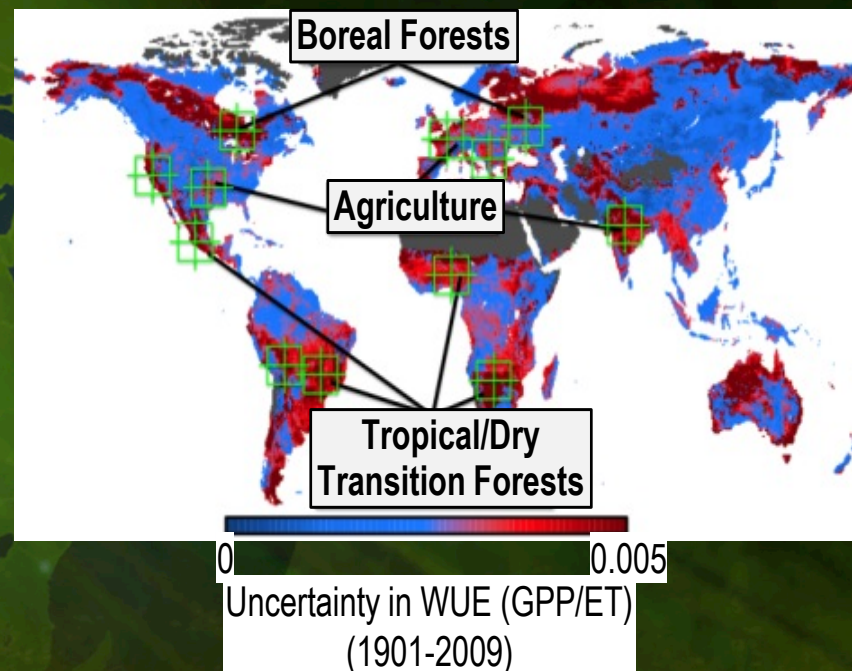 Boreal Forests
Agriculture
Tropical/Dry
Transition Forests
0
0.005
Uncertainty in WUE (GPP/ET)
(1901-2009)